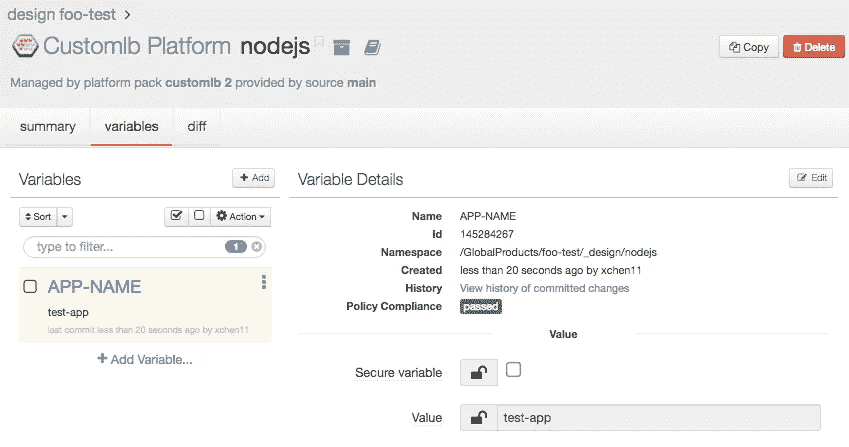 design foo-test >
Customlb Platform nodejs
Copy
Delete
Managed by platform pack customlb 2 provided by source main
summary
variables
diff
Variables
+ Add
Variable Details
Edit
Sort
Action
type to filter...
1
Name APP-NAME
Id 145284267
Namespace /GlobalProducts/foo-test/_design/nodejs
Created less than 20 seconds ago by xchen11
History View history of committed changes
Policy Compliance passed
APP-NAME
test-app
last commit less than 20 seconds ago by xchen11
+ Add Variable...
Value
Secure variable
Value test-app